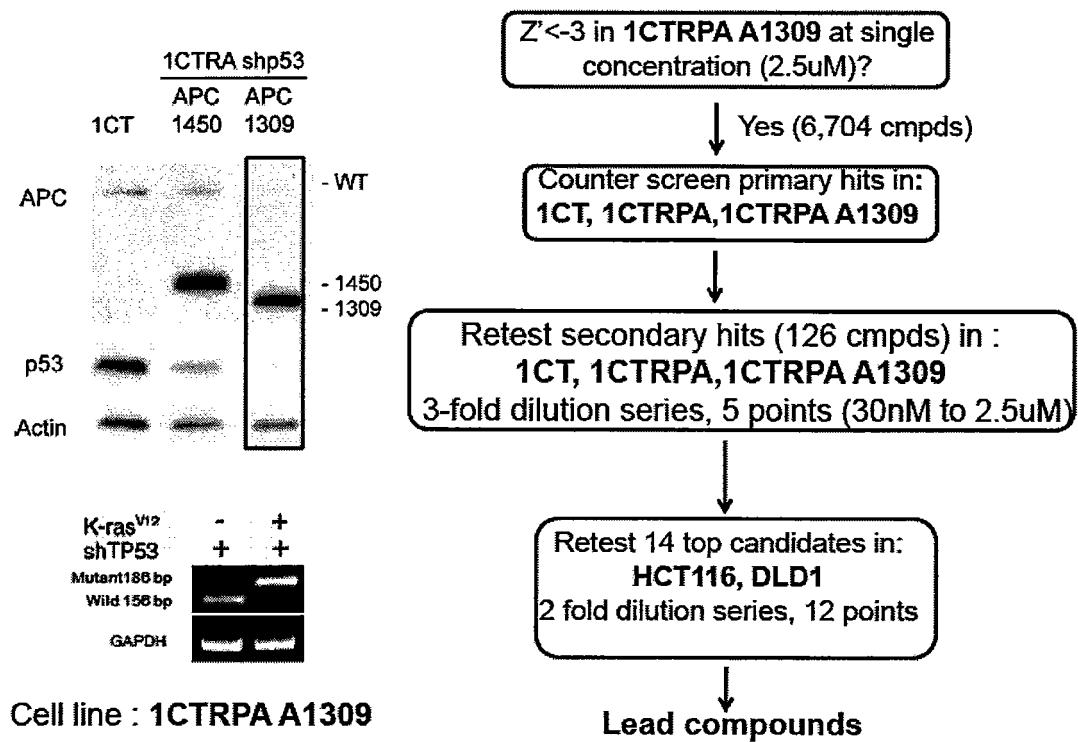 1CTRA shp53
APC APC
1CT 1450 1309
APC
- WT
- 1450
- 1309
p53
Actin
K-rasV12 - +
shTP53 + +
Mutant186 bp
Wild 156 bp
GAPDH
Cell line : 1CTRPA A1309
Z'<-3 in 1CTRPA A1309 at single
concentration (2.5uM)?
Yes (6,704 cmpds)
Counter screen primary hits in:
1CT, 1CTRPA,1CTRPA A1309
Retest secondary hits (126 cmpds) in :
1CT, 1CTRPA,1CTRPA A1309
3-fold dilution series, 5 points (30nM to 2.5uM)
Retest 14 top candidates in:
HCT116, DLD1
2 fold dilution series, 12 points
Lead compounds